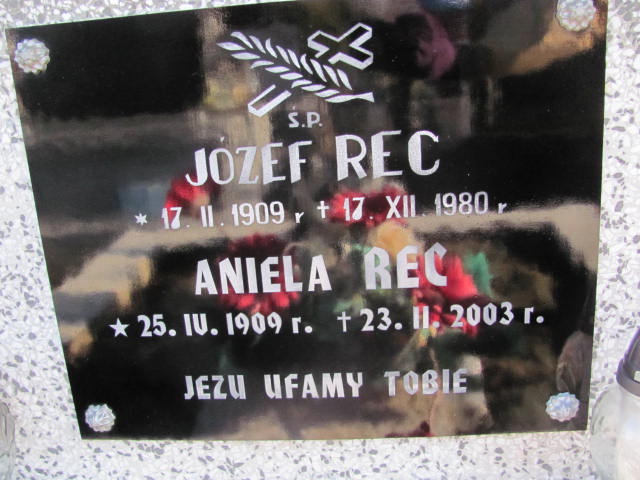 Ś.P.
JÓZEF REC
* 17. II. 1909 r † 17. XII. 1980 r
ANIELA REC
★ 25. IV. 1909 r. † 23. II. 2003 r.
JEZU UFAMY TOBIE